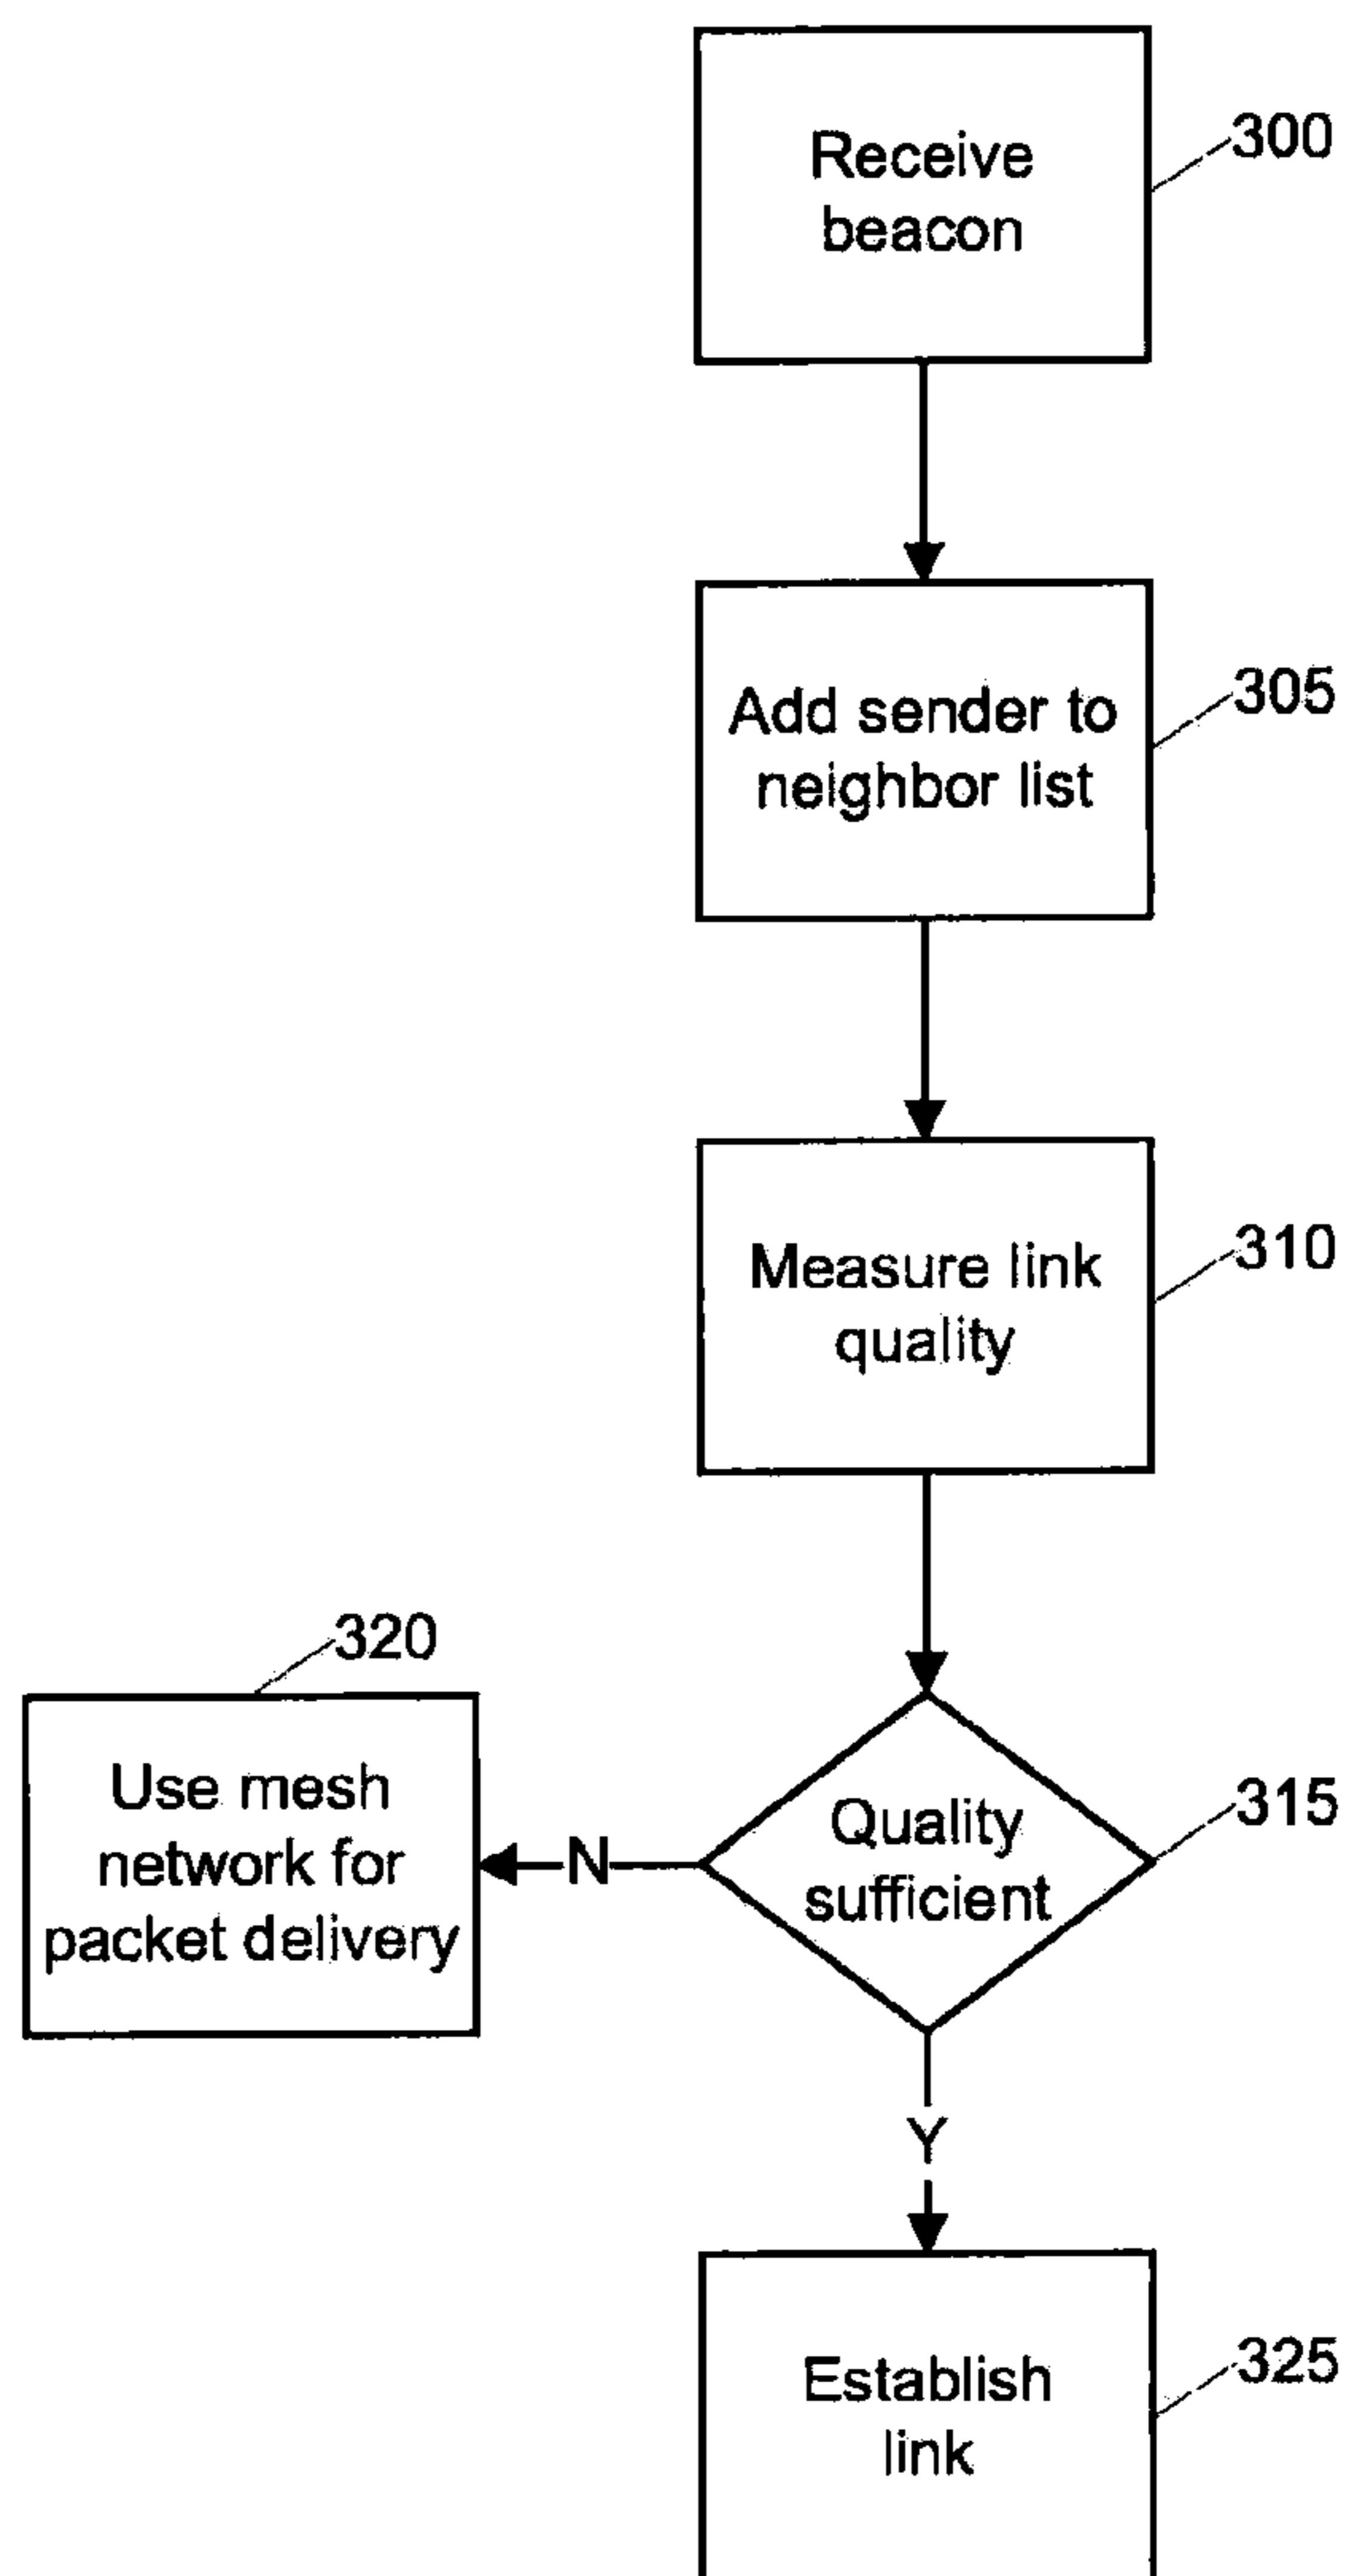 Receive
beacon
300
Add sender to
neighbor list
305
Measure link
quality
310
320
Use mesh
network for
packet delivery
N
Quality
sufficient
315
Y
Establish
link
325